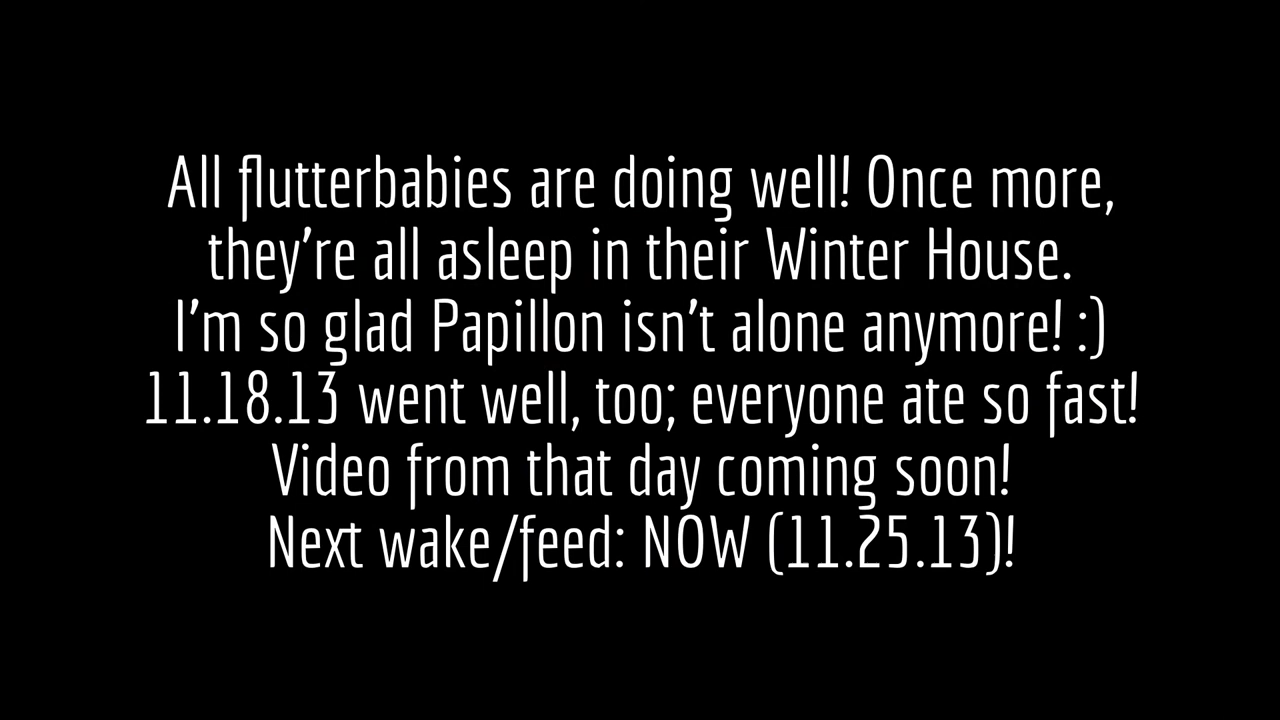 All flutterbabies are doing well! Once more,
they're all asleep in their Winter House.
I'm so glad Papillon isn't alone anymore! :)
11.18.13 went well, too; everyone ate so fast!
Video from that day coming soon!
Next wake/feed: NOW (11.25.13)!